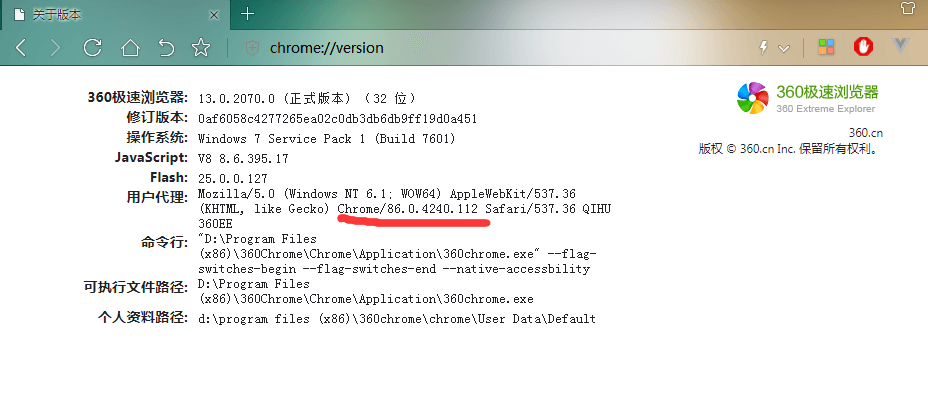 关于版本
chrome://version
360极速浏览器
360 Extreme Explorer
360.cn
版权 © 360.cn Inc. 保留所有权利。
360极速浏览器: 13.0.2070.0 (正式版本) (32 位)
修订版本: 0af6058c4277265ea02c0db3db6db9ff19d0a451
操作系统: Windows 7 Service Pack 1 (Build 7601)
JavaScript: V8 8.6.395.17
Flash: 25.0.0.127
用户代理: Mozilla/5.0 (Windows NT 6.1; WOW64) AppleWebKit/537.36
(KHTML, like Gecko) Chrome/86.0.4240.112 Safari/537.36 QIHU
360EE
命令行: "D:\Program Files
(x86)\360Chrome\Chrome\Application\360chrome.exe" --flag-
switches-begin --flag-switches-end --native-accessbility
可执行文件路径: D:\Program Files
(x86)\360Chrome\Chrome\Application\360chrome.exe
个人资料路径: d:\program files (x86)\360chrome\chrome\User Data\Default